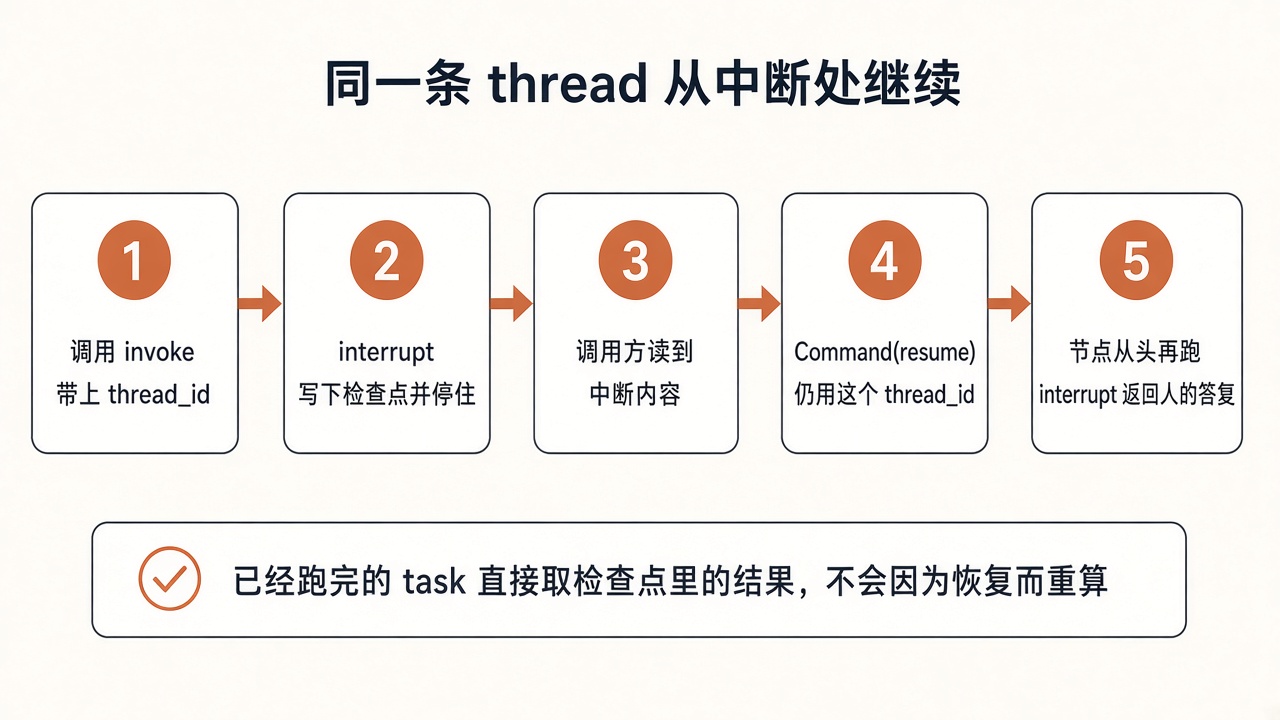 同一条 thread 从中断处继续
1
调用 invoke
带上 thread_id
2
interrupt
写下检查点并停住
3
调用方读到
中断内容
4
Command(resume)
仍用这个 thread_id
5
节点从头再跑
interrupt 返回人的答复
已经跑完的 task 直接取检查点里的结果，不会因为恢复而重算